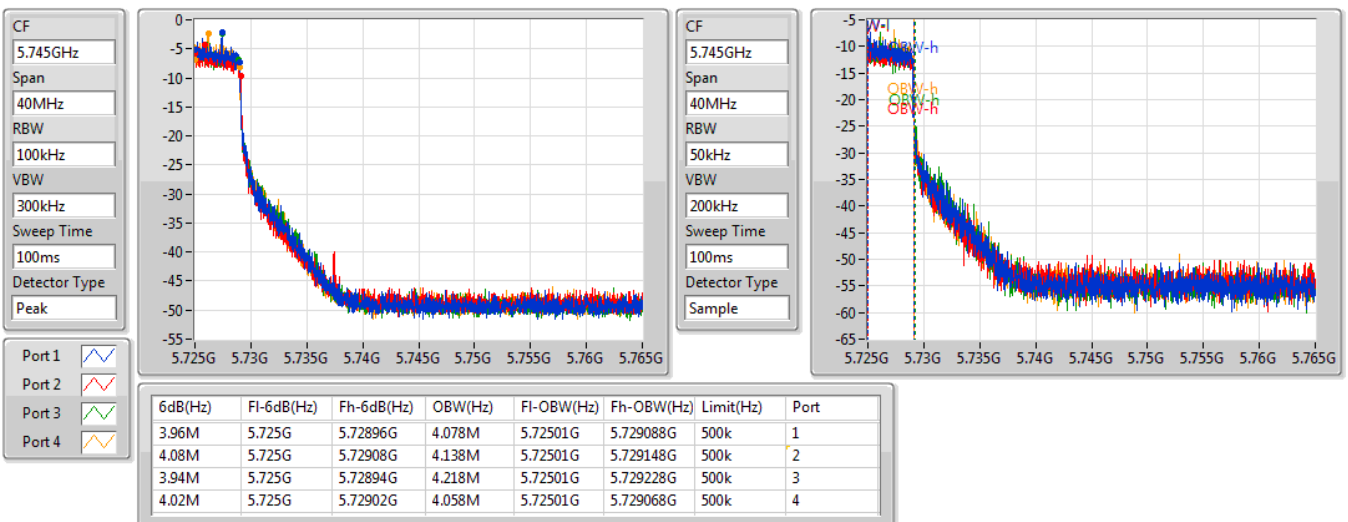 CF
5.745GHz
Span
40MHz
RBW
100kHz
VBW
300kHz
Sweep Time
100ms
Detector Type
Peak
0
-5
-10
-15
-20
-25
-30
-35
-40
-45
-50
-55
5.725G 5.73G 5.735G 5.74G 5.745G 5.75G 5.755G 5.76G 5.765G
CF
5.745GHz
Span
40MHz
RBW
50kHz
VBW
200kHz
Sweep Time
100ms
Detector Type
Sample
-5
-10
-15
-20
-25
-30
-35
-40
-45
-50
-55
-60
-65
W-l
OBW-h
OBW-h
OBW-h
OBW-h
5.725G 5.73G 5.735G 5.74G 5.745G 5.75G 5.755G 5.76G 5.765G
Port 1
Port 2
Port 3
Port 4
6dB(Hz) Fl-6dB(Hz) Fh-6dB(Hz) OBW(Hz) Fl-OBW(Hz) Fh-OBW(Hz) Limit(Hz) Port
3.96M 5.725G 5.72896G 4.078M 5.72501G 5.729088G 500k 1
4.08M 5.725G 5.72908G 4.138M 5.72501G 5.729148G 500k 2
3.94M 5.725G 5.72894G 4.218M 5.72501G 5.729228G 500k 3
4.02M 5.725G 5.72902G 4.058M 5.72501G 5.729068G 500k 4